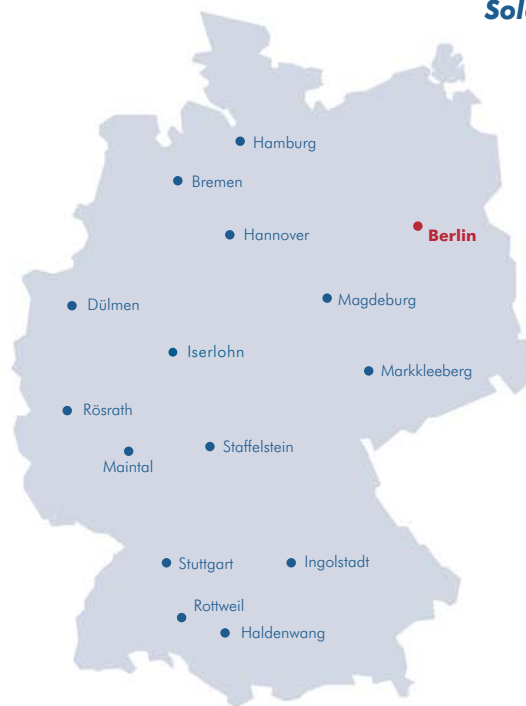 Hamburg
Bremen
Hannover
Berlin
Dülmen
Magdeburg
Iserlohn
Markkleeberg
Rösrath
Staffelstein
Maintal
Stuttgart
Ingolstadt
Rottweil
Haldenwang